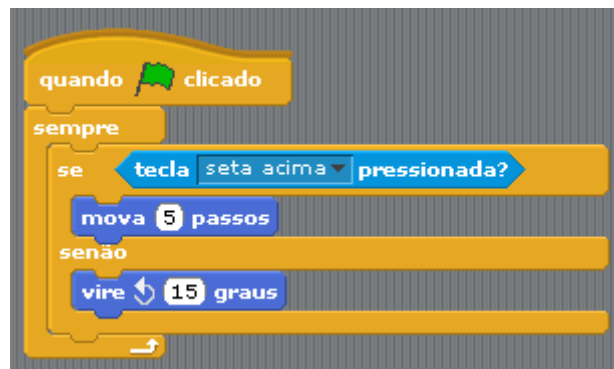 quando clicado
sempre
se tecla seta acima pressionada?
mova 5 passos
senão
vire 15 graus